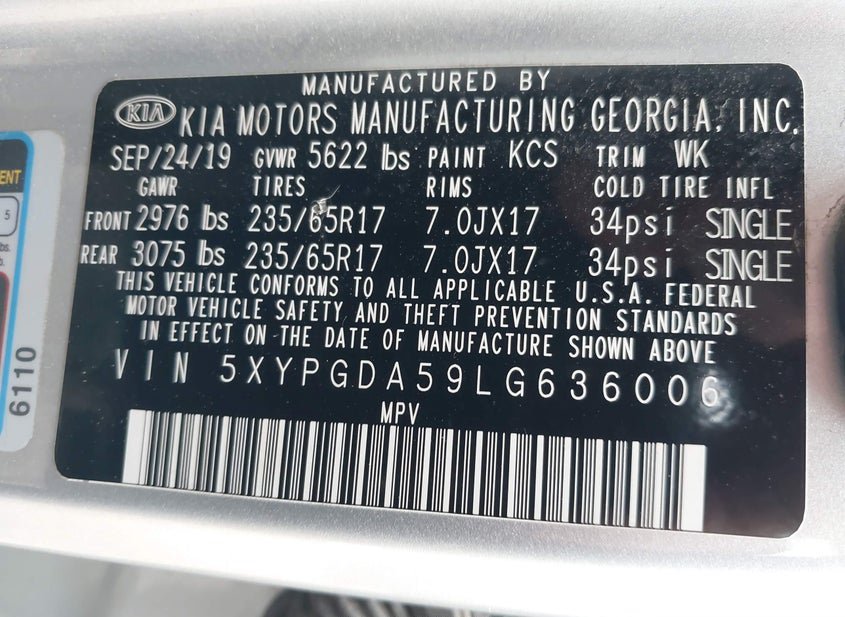 MANUFACTURED BY
KIA KIA MOTORS MANUFACTURING GEORGIA, INC.
SEP/24/19 GVWR 5622 lbs PAINT KCS TRIM WK
GAWR TIRES RIMS COLD TIRE INFL
FRONT 2976 lbs 235/65R17 7.0JX17 34psi SINGLE
REAR 3075 lbs 235/65R17 7.0JX17 34psi SINGLE
THIS VEHICLE CONFORMS TO ALL APPLICABLE U.S.A. FEDERAL
MOTOR VEHICLE SAFETY AND THEFT PREVENTION STANDARDS
IN EFFECT ON THE DATE OF MANUFACTURE SHOWN ABOVE
VIN 5XYPGDA59LG636006
MPV
5
6110